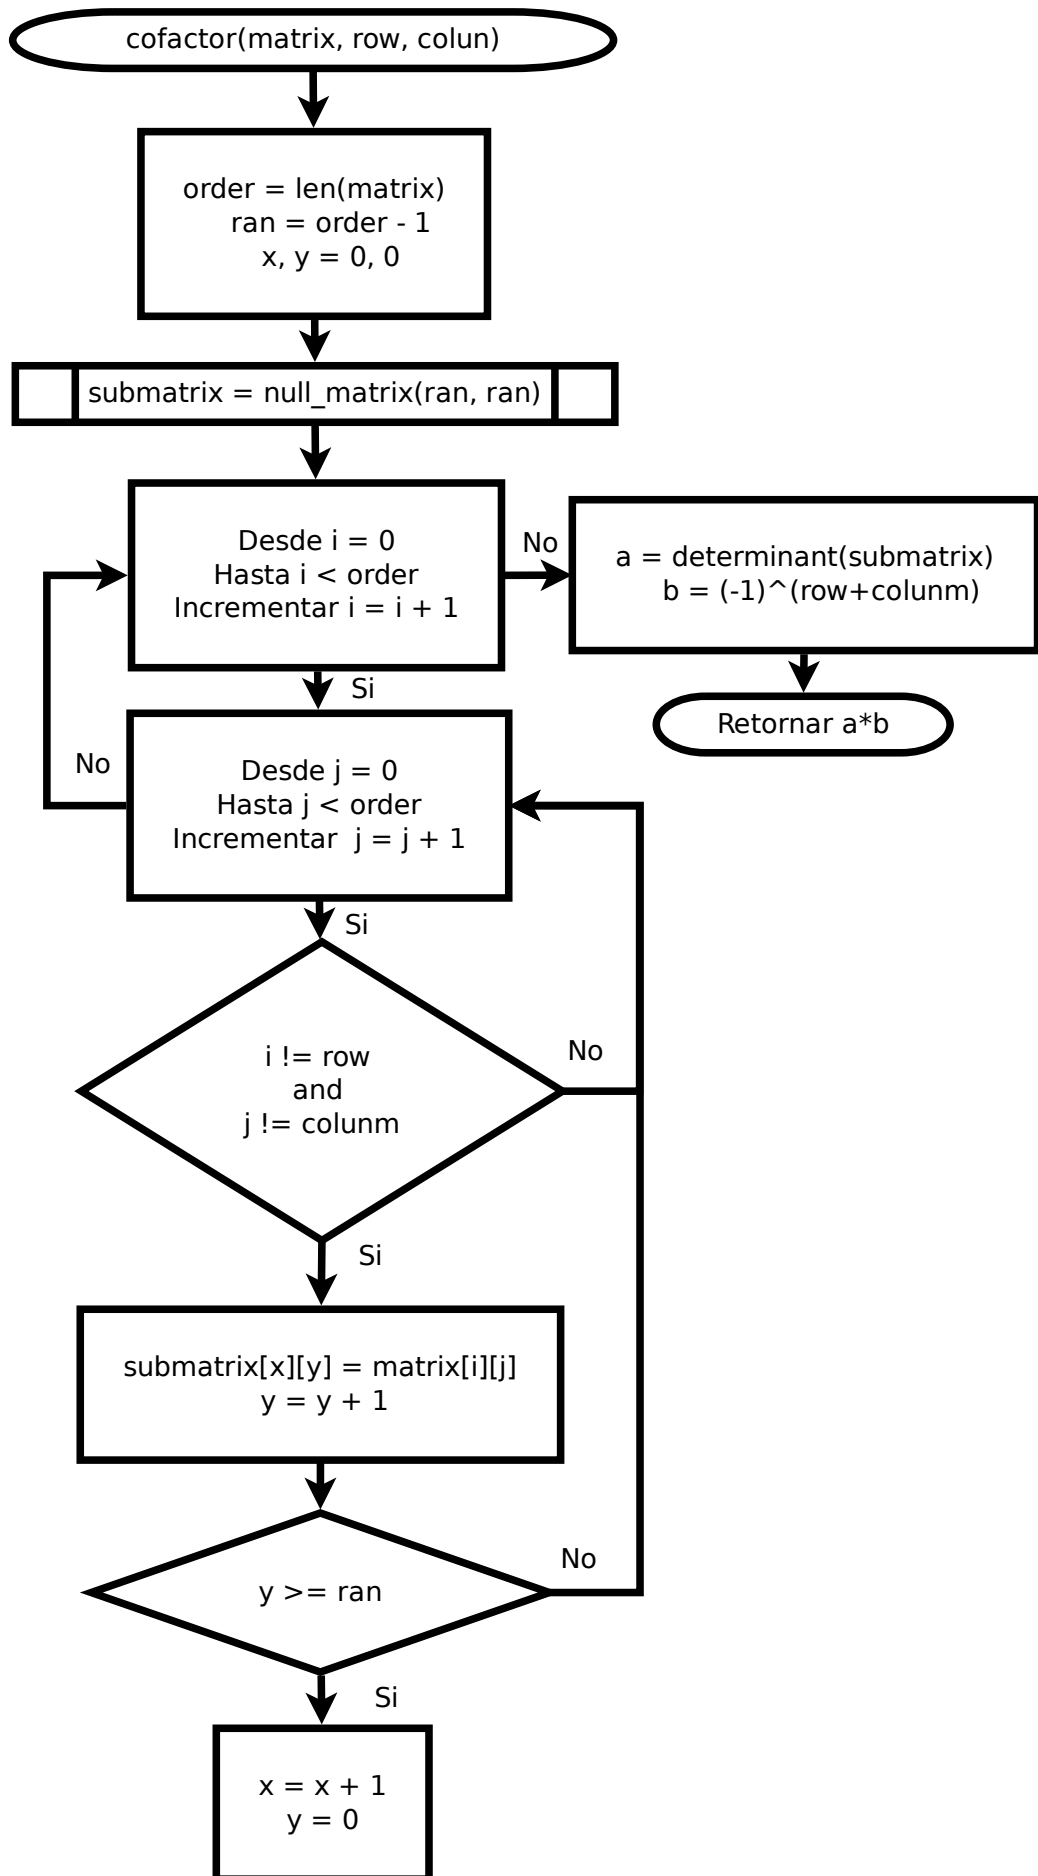 cofactor(matrix, row, colun)
order = len(matrix)
ran = order - 1
x, y = 0, 0
submatrix = null_matrix(ran, ran)
Desde i = 0
Hasta i < order
Incrementar i = i + 1
No
a = determinant(submatrix)
b = (-1)^(row+colunm)
Si
Retornar a*b
No
Desde j = 0
Hasta j < order
Incrementar  j = j + 1
Si
i != row
and
j != colunm
No
Si
submatrix[x][y] = matrix[i][j]
y = y + 1
No
y >= ran
Si
x = x + 1
y = 0